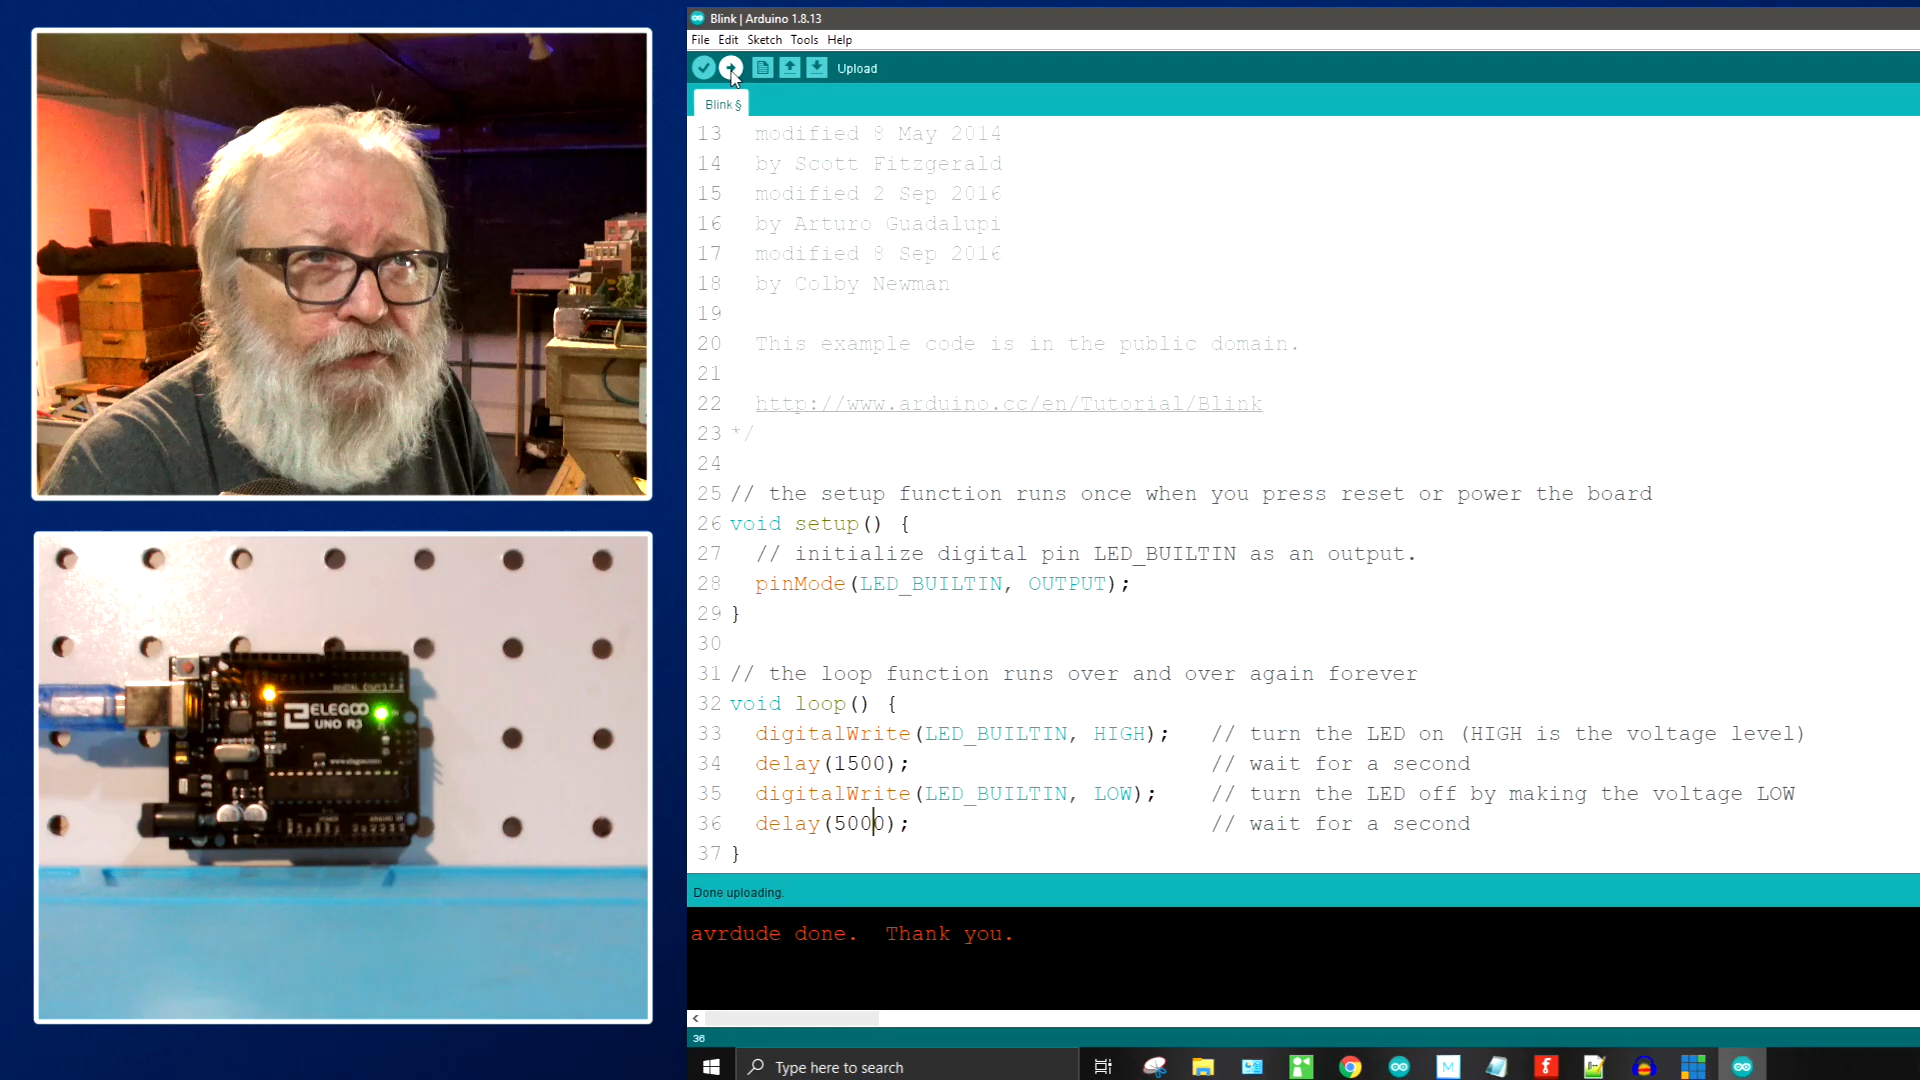 Blink | Arduino 1.8.13
File Edit Sketch Tools Help
Upload
Blink §
13 modified 8 May 2014
14 by Scott Fitzgerald
15 modified 2 Sep 2016
16 by Arturo Guadalupi
17 modified 8 Sep 2016
18 by Colby Newman
19
20 This example code is in the public domain.
21
22 http://www.arduino.cc/en/Tutorial/Blink
23 */
24
25 // the setup function runs once when you press reset or power the board
26 void setup() {
27 // initialize digital pin LED_BUILTIN as an output.
28 pinMode(LED_BUILTIN, OUTPUT);
29 }
30
31 // the loop function runs over and over again forever
32 void loop() {
33 digitalWrite(LED_BUILTIN, HIGH); // turn the LED on (HIGH is the voltage level)
34 delay(1500); // wait for a second
35 digitalWrite(LED_BUILTIN, LOW); // turn the LED off by making the voltage LOW
36 delay(5000); // wait for a second
37 }
Done uploading.
avrdude done. Thank you.
36
Type here to search
ELEGOO
UNO R3